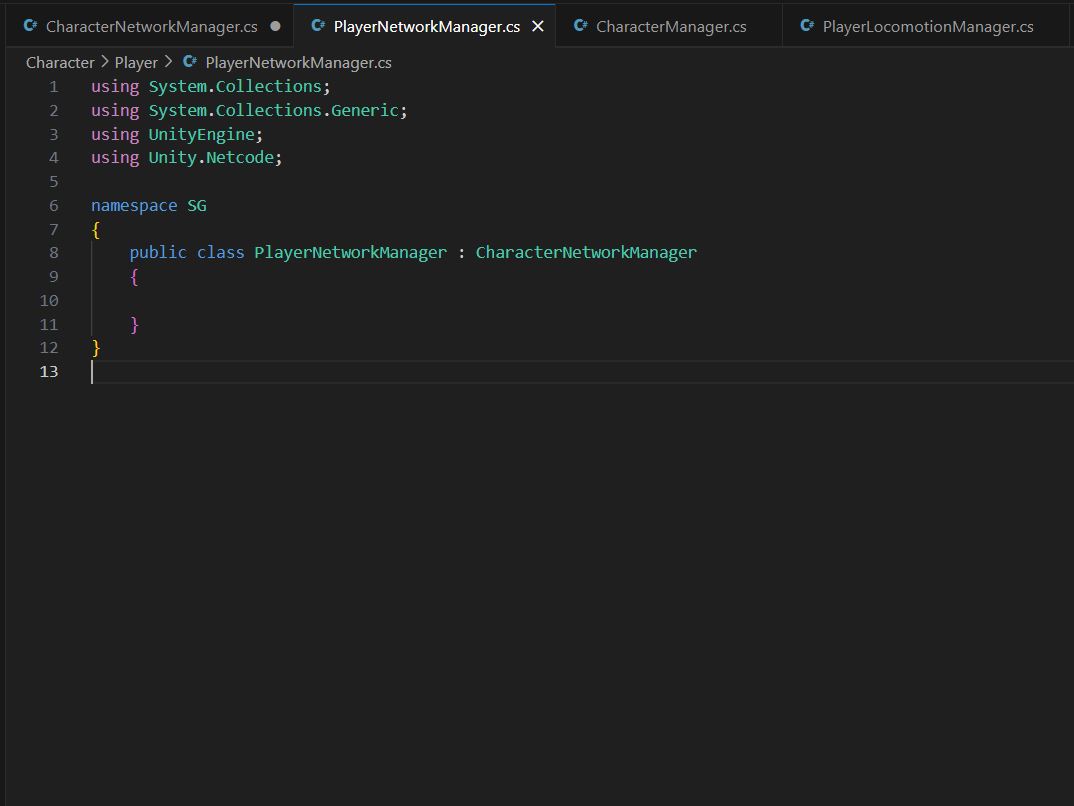 CharacterNetworkManager.cs PlayerNetworkManager.cs CharacterManager.cs PlayerLocomotionManager.cs
Character > Player > PlayerNetworkManager.cs
1 using System.Collections;
2 using System.Collections.Generic;
3 using UnityEngine;
4 using Unity.Netcode;
5
6 namespace SG
7 {
8     public class PlayerNetworkManager : CharacterNetworkManager
9     {
10
11     }
12 }
13